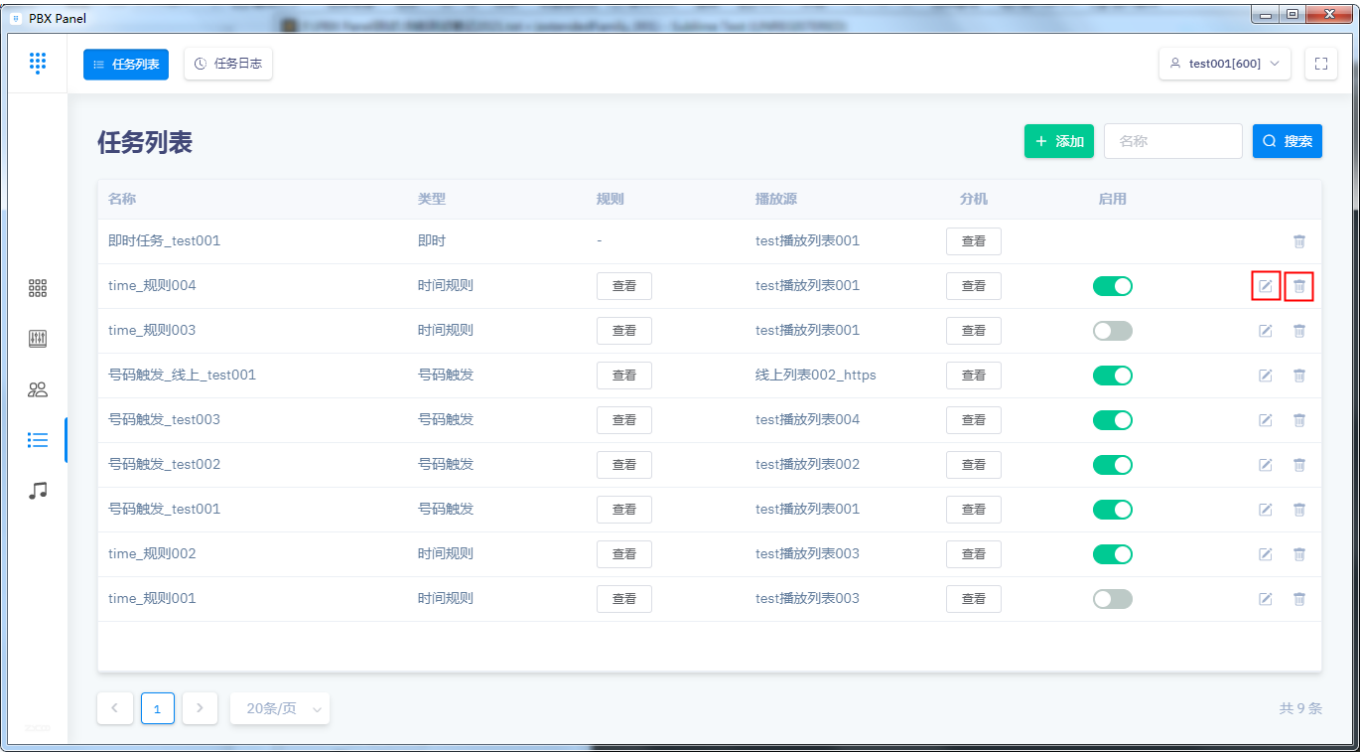 PBX Panel
任务列表 任务日志 test001[600]
任务列表 + 添加 名称 搜索
名称 类型 规则 播放源 分机 启用
即时任务_test001 即时 - test播放列表001 查看
time_规则004 时间规则 查看 test播放列表001 查看
time_规则003 时间规则 查看 test播放列表001 查看
号码触发_线上_test001 号码触发 查看 线上列表002_https 查看
号码触发_test003 号码触发 查看 test播放列表004 查看
号码触发_test002 号码触发 查看 test播放列表002 查看
号码触发_test001 号码触发 查看 test播放列表001 查看
time_规则002 时间规则 查看 test播放列表003 查看
time_规则001 时间规则 查看 test播放列表003 查看
1 20条/页 共 9 条